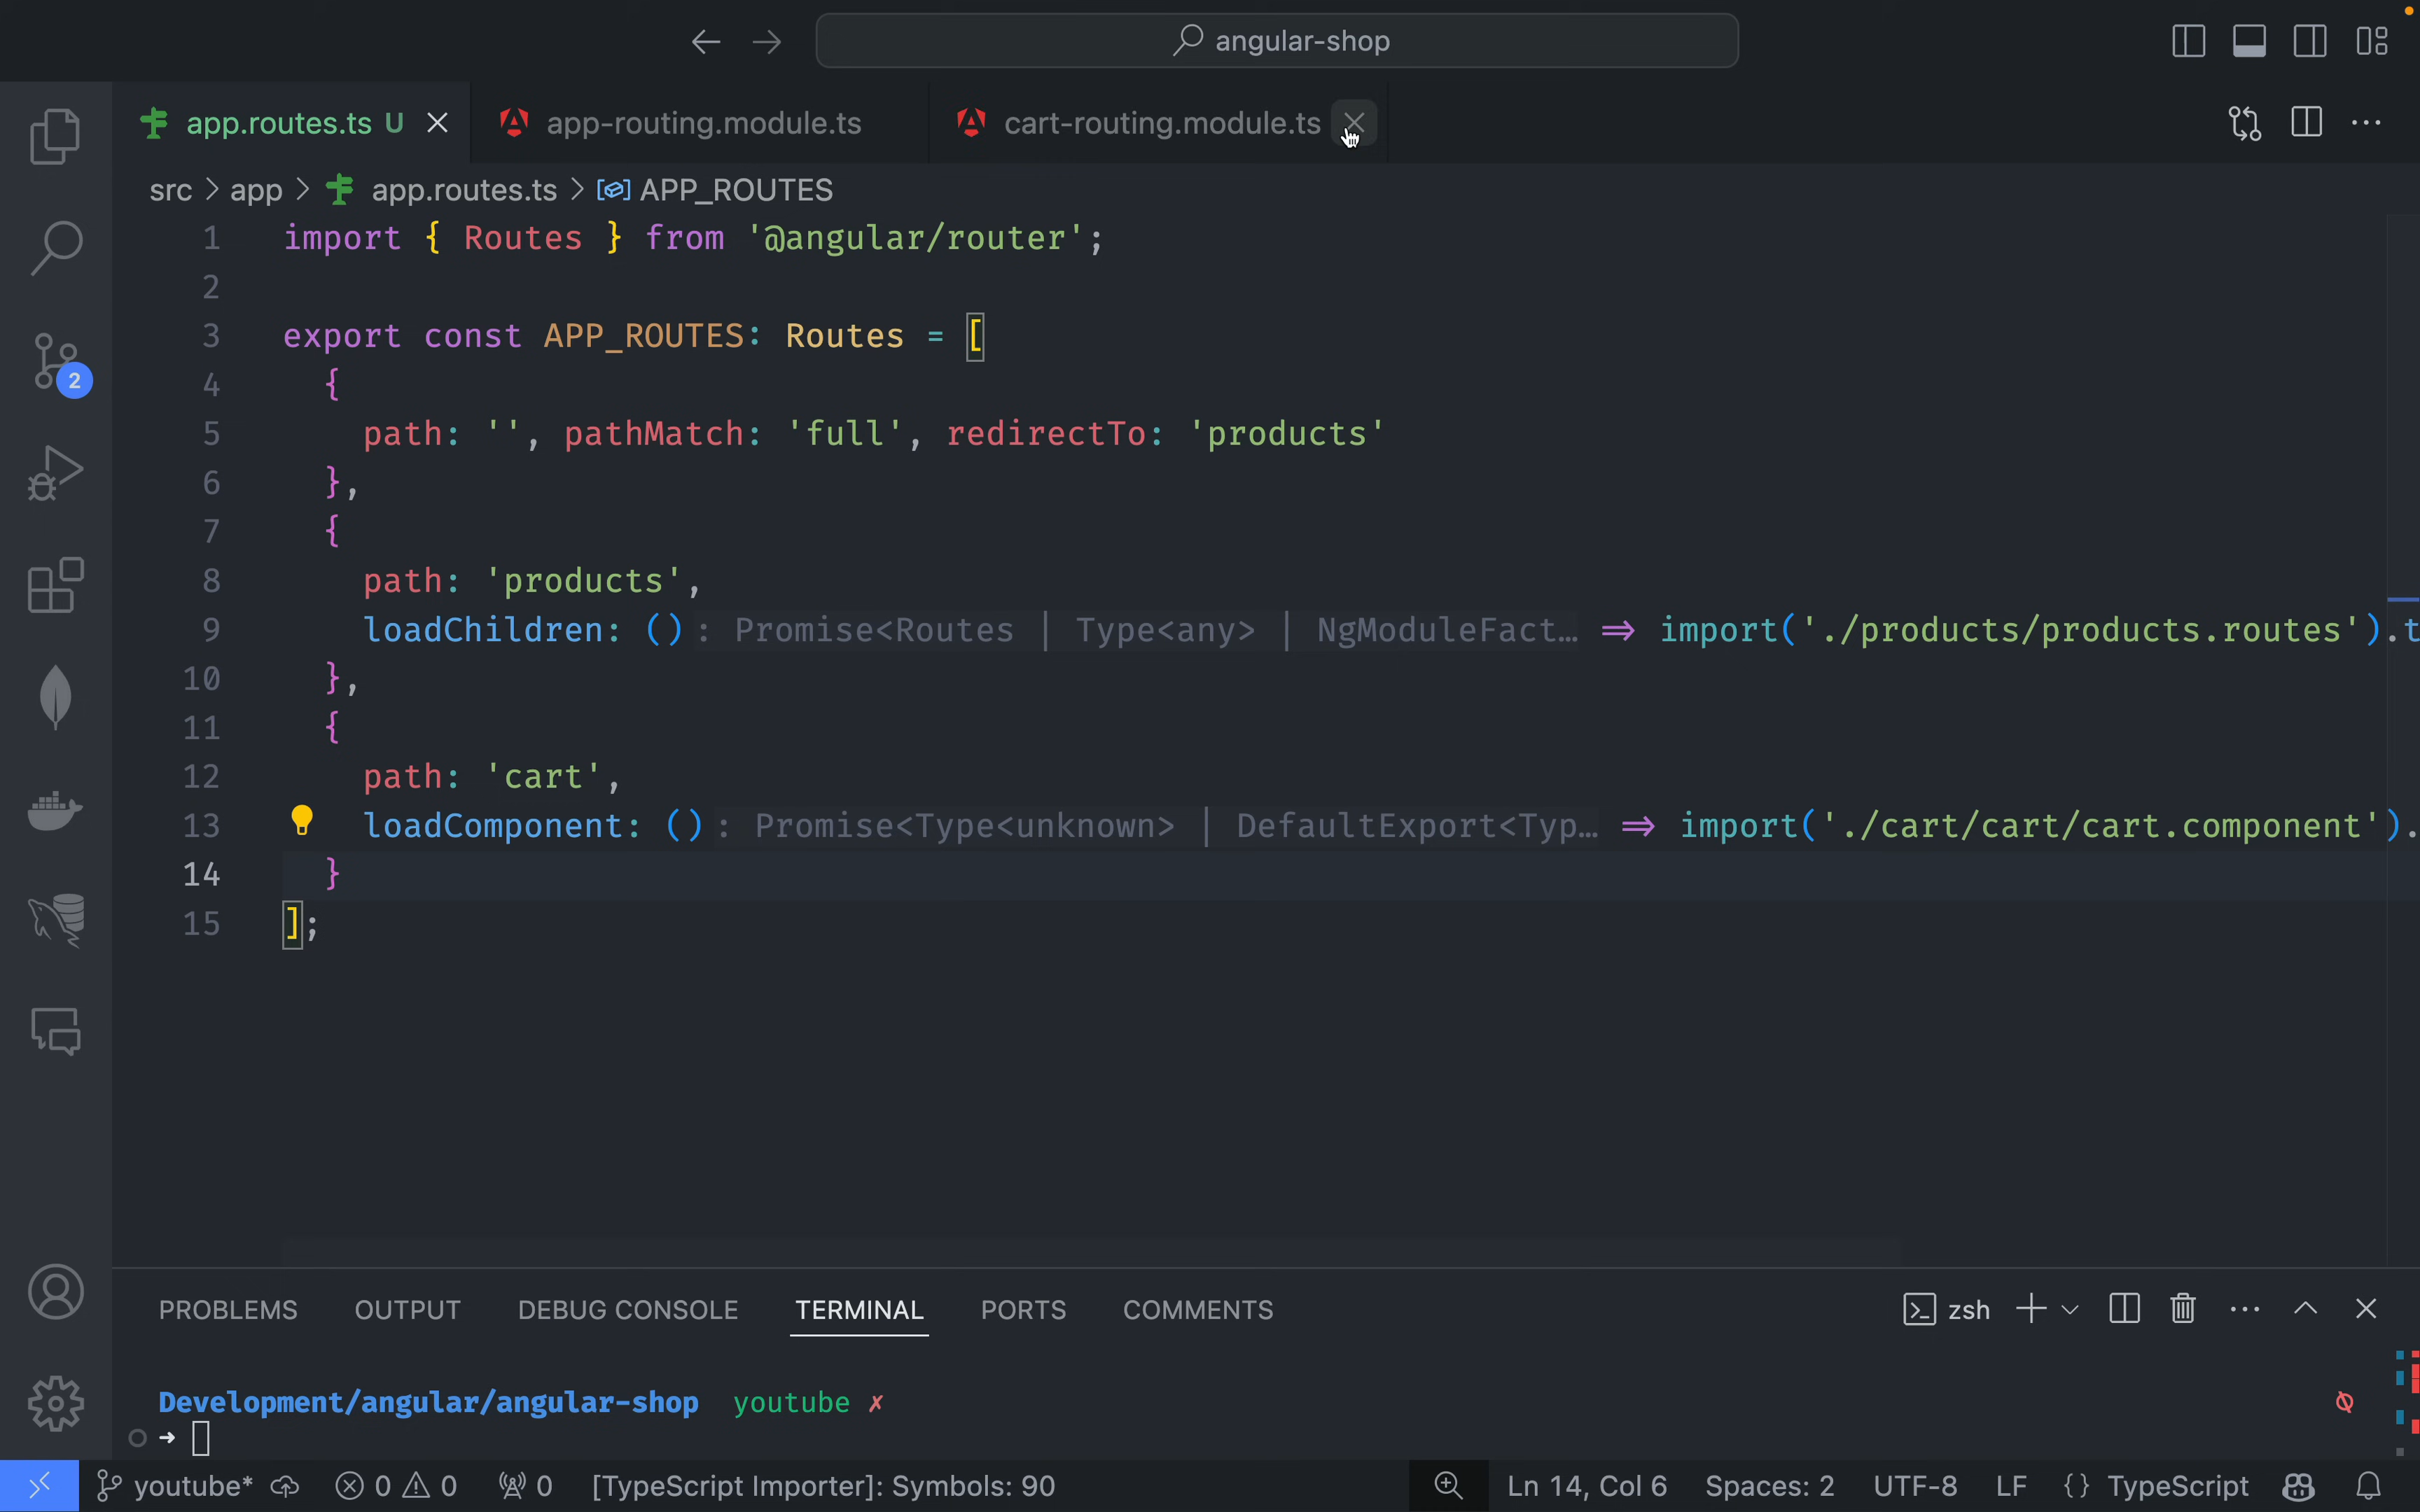 angular-shop
app.routes.ts U
app-routing.module.ts
cart-routing.module.ts
src > app > app.routes.ts > APP_ROUTES
1 import { Routes } from '@angular/router';
2
3 export const APP_ROUTES: Routes = [
4 {
5 path: '', pathMatch: 'full', redirectTo: 'products'
6 },
7 {
8 path: 'products',
9 loadChildren: () : Promise<Routes | Type<any> | NgModuleFact… => import('./products/products.routes').t
10 },
11 {
12 path: 'cart',
13 loadComponent: () : Promise<Type<unknown> | DefaultExport<Typ… => import('./cart/cart/cart.component').
14 }
15 ];
2
PROBLEMS OUTPUT DEBUG CONSOLE TERMINAL PORTS COMMENTS zsh
Development/angular/angular-shop youtube ✗
➜
youtube* 0 0 0 [TypeScript Importer]: Symbols: 90 Ln 14, Col 6 Spaces: 2 UTF-8 LF {} TypeScript